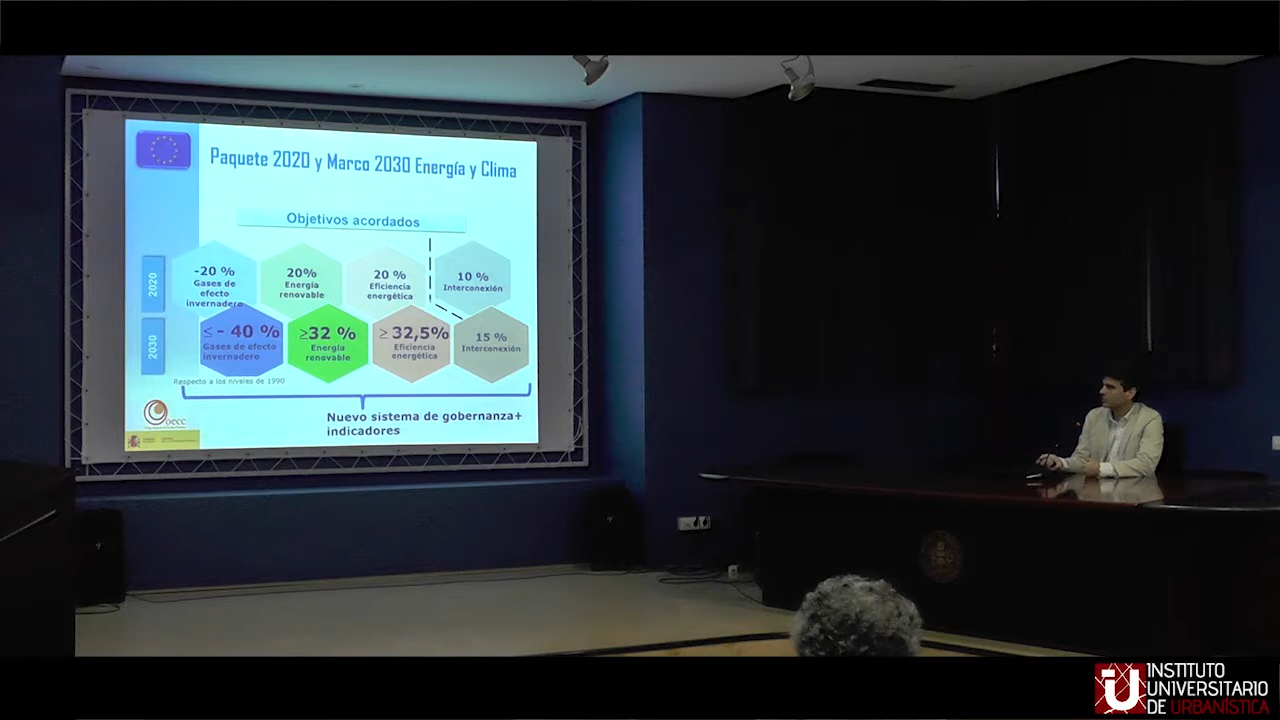 Paquete 2020 y Marco 2030 Energía y Clima
Objetivos acordados
2020
-20 %
Gases de
efecto
invernadero
20%
Energía
renovable
20 %
Eficiencia
energética
10 %
Interconexión
2030
≤ - 40 %
Gases de efecto
invernadero
≥32 %
Energía
renovable
≥ 32,5%
Eficiencia
energética
15 %
Interconexión
Respecto a los niveles de 1990
Nuevo sistema de gobernanza+
indicadores
oecc
INSTITUTO
UNIVERSITARIO
DE URBANÍSTICA